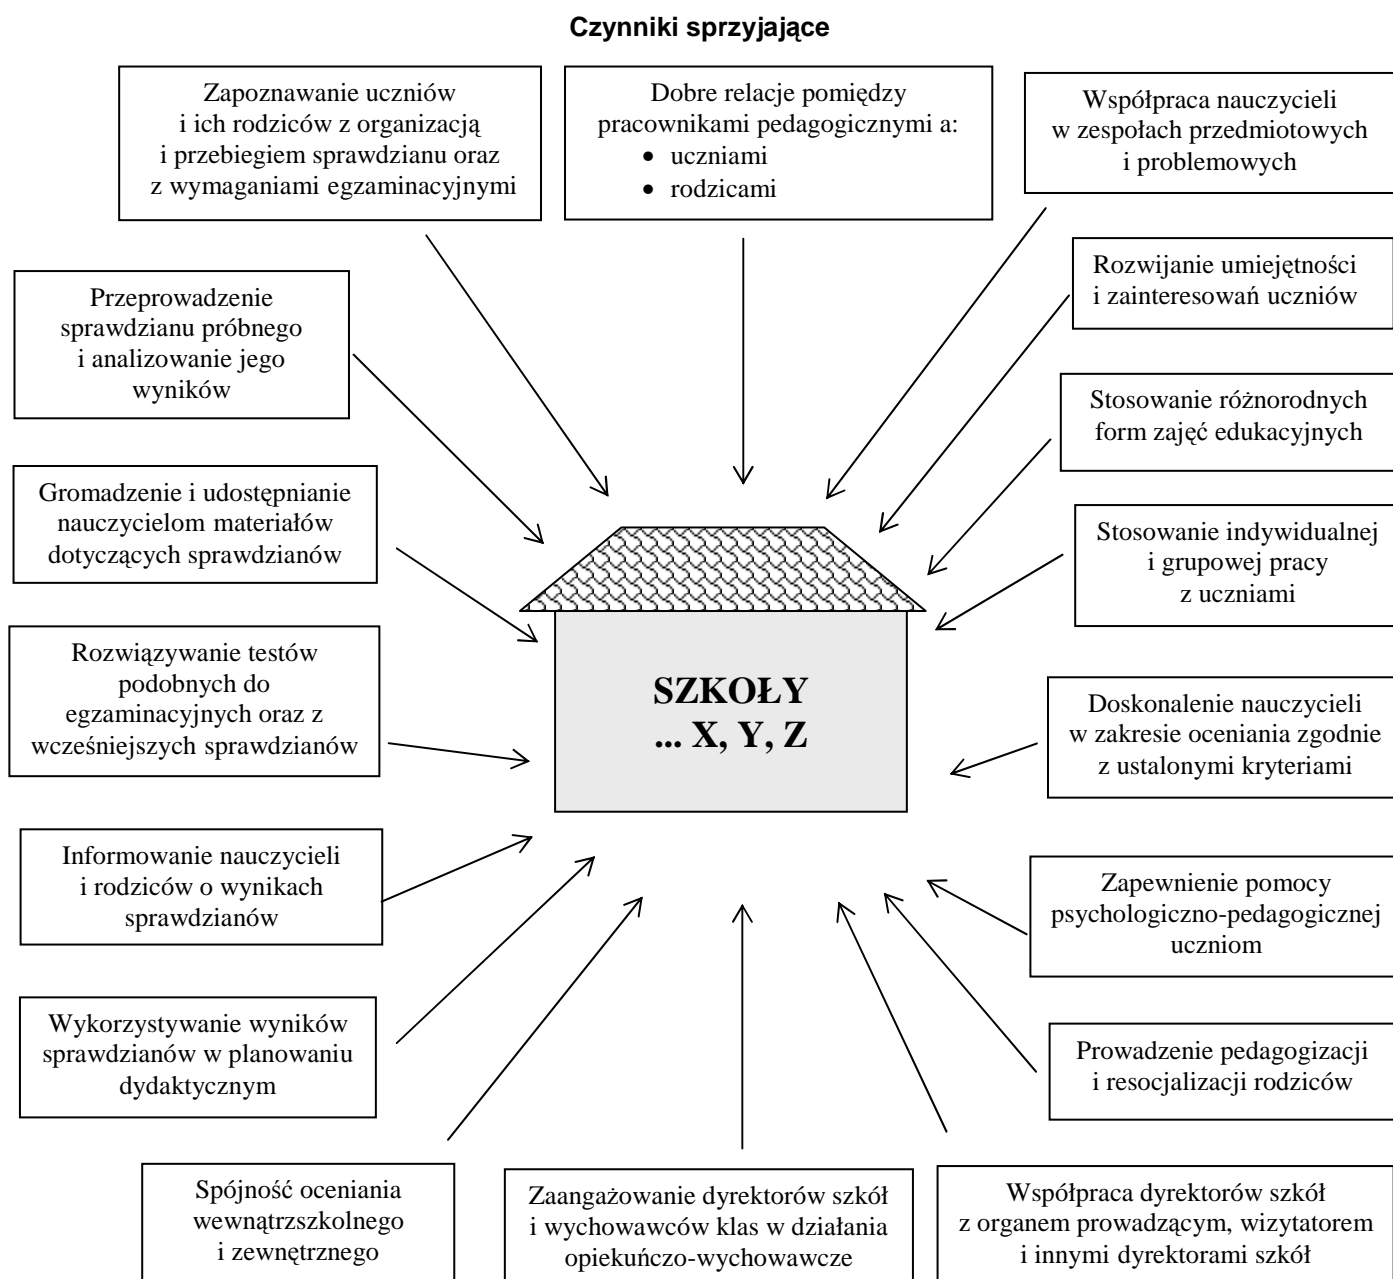 Czynniki sprzyjające
Zapoznawanie uczniów
i ich rodziców z organizacją
i przebiegiem sprawdzianu oraz
z wymaganiami egzaminacyjnymi
Dobre relacje pomiędzy
pracownikami pedagogicznymi a:
• uczniami
• rodzicami
Współpraca nauczycieli
w zespołach przedmiotowych
i problemowych
Przeprowadzenie
sprawdzianu próbnego
i analizowanie jego
wyników
Rozwijanie umiejętności
i zainteresowań uczniów
Stosowanie różnorodnych
form zajęć edukacyjnych
Gromadzenie i udostępnianie
nauczycielom materiałów
dotyczących sprawdzianów
Stosowanie indywidualnej
i grupowej pracy
z uczniami
Rozwiązywanie testów
podobnych do
egzaminacyjnych oraz z
wcześniejszych sprawdzianów
SZKOŁY
... X, Y, Z
Doskonalenie nauczycieli
w zakresie oceniania zgodnie
z ustalonymi kryteriami
Informowanie nauczycieli
i rodziców o wynikach
sprawdzianów
Zapewnienie pomocy
psychologiczno-pedagogicznej
uczniom
Wykorzystywanie wyników
sprawdzianów w planowaniu
dydaktycznym
Prowadzenie pedagogizacji
i resocjalizacji rodziców
Spójność oceniania
wewnątrzszkolnego
i zewnętrznego
Zaangażowanie dyrektorów szkół
i wychowawców klas w działania
opiekuńczo-wychowawcze
Współpraca dyrektorów szkół
z organem prowadzącym, wizytatorem
i innymi dyrektorami szkół